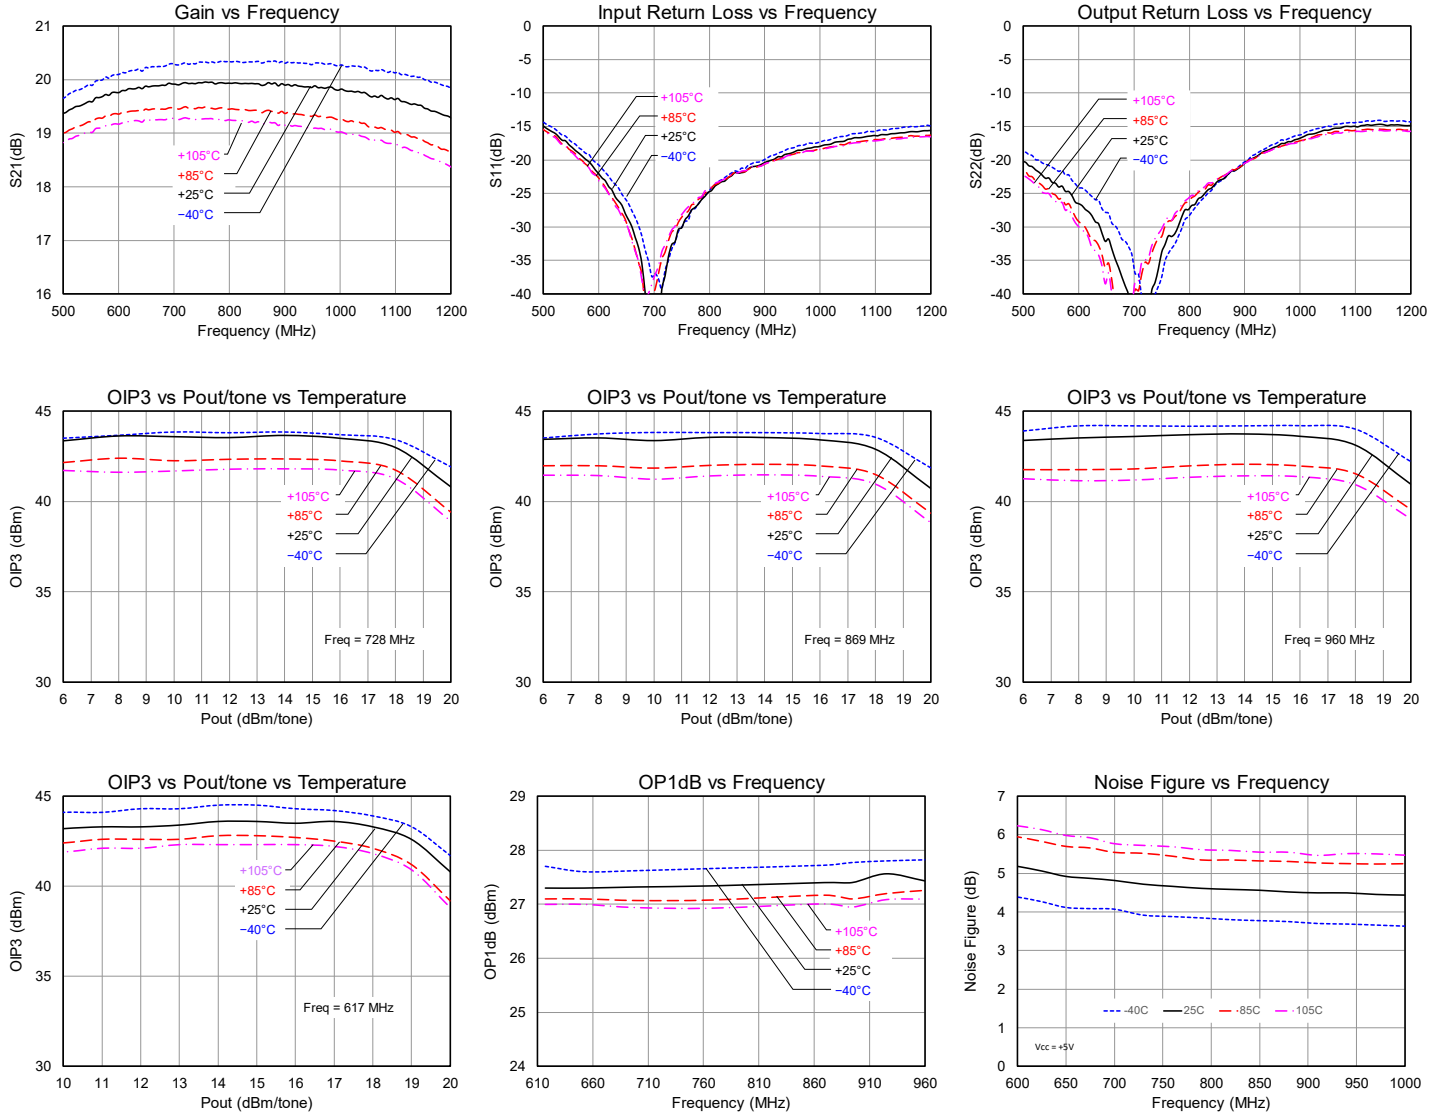 Gain vs Frequency
21
20
19
18
17
16
S21(dB)
+105°C
+85°C
+25°C
−40°C
500 600 700 800 900 1000 1100 1200
Frequency (MHz)
Input Return Loss vs Frequency
0
-5
-10
-15
-20
-25
-30
-35
-40
S11(dB)
+105°C
+85°C
+25°C
−40°C
500 600 700 800 900 1000 1100 1200
Frequency (MHz)
Output Return Loss vs Frequency
0
-5
-10
-15
-20
-25
-30
-35
-40
S22(dB)
+105°C
+85°C
+25°C
−40°C
500 600 700 800 900 1000 1100 1200
Frequency (MHz)
OIP3 vs Pout/tone vs Temperature
45
40
35
30
OIP3 (dBm)
+105°C
+85°C
+25°C
−40°C
Freq = 728 MHz
6 7 8 9 10 11 12 13 14 15 16 17 18 19 20
Pout (dBm/tone)
OIP3 vs Pout/tone vs Temperature
45
40
35
30
OIP3 (dBm)
+105°C
+85°C
+25°C
−40°C
Freq = 869 MHz
6 7 8 9 10 11 12 13 14 15 16 17 18 19 20
Pout (dBm/tone)
OIP3 vs Pout/tone vs Temperature
45
40
35
30
OIP3 (dBm)
+105°C
+85°C
+25°C
−40°C
Freq = 960 MHz
6 7 8 9 10 11 12 13 14 15 16 17 18 19 20
Pout (dBm/tone)
OIP3 vs Pout/tone vs Temperature
45
40
35
30
OIP3 (dBm)
+105°C
+85°C
+25°C
−40°C
Freq = 617 MHz
10 11 12 13 14 15 16 17 18 19 20
Pout (dBm/tone)
OP1dB vs Frequency
29
28
27
26
25
24
OP1dB (dBm)
+105°C
+85°C
+25°C
−40°C
610 660 710 760 810 860 910 960
Frequency (MHz)
Noise Figure vs Frequency
7
6
5
4
3
2
1
0
Noise Figure (dB)
-40C 25C 85C 105C
Vcc = +5V
600 650 700 750 800 850 900 950 1000
Frequency (MHz)